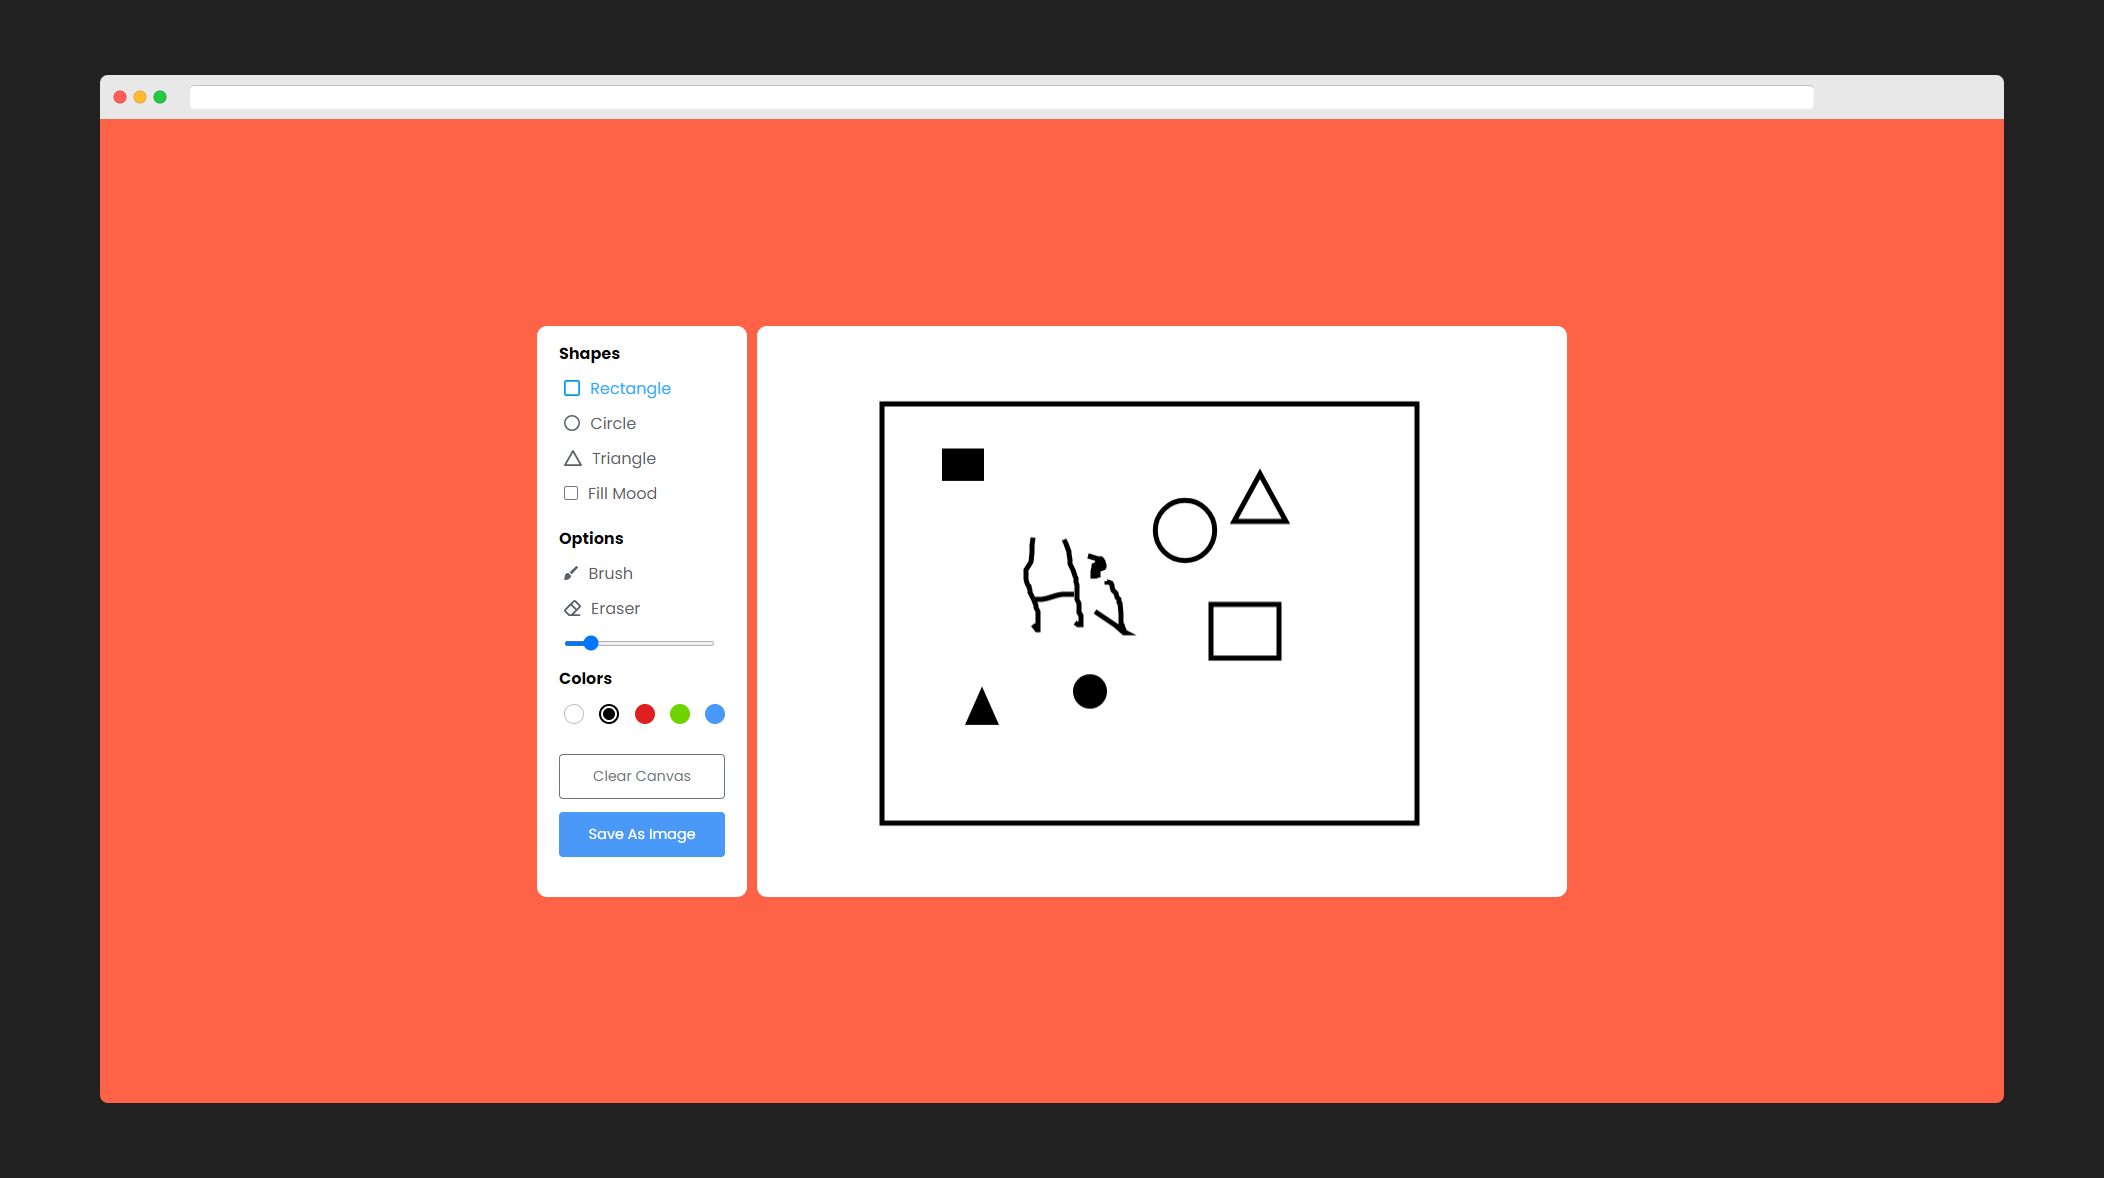 Shapes
Rectangle
Circle
Triangle
Fill Mood
Options
Brush
Eraser
Colors
Clear Canvas
Save As Image
Hi